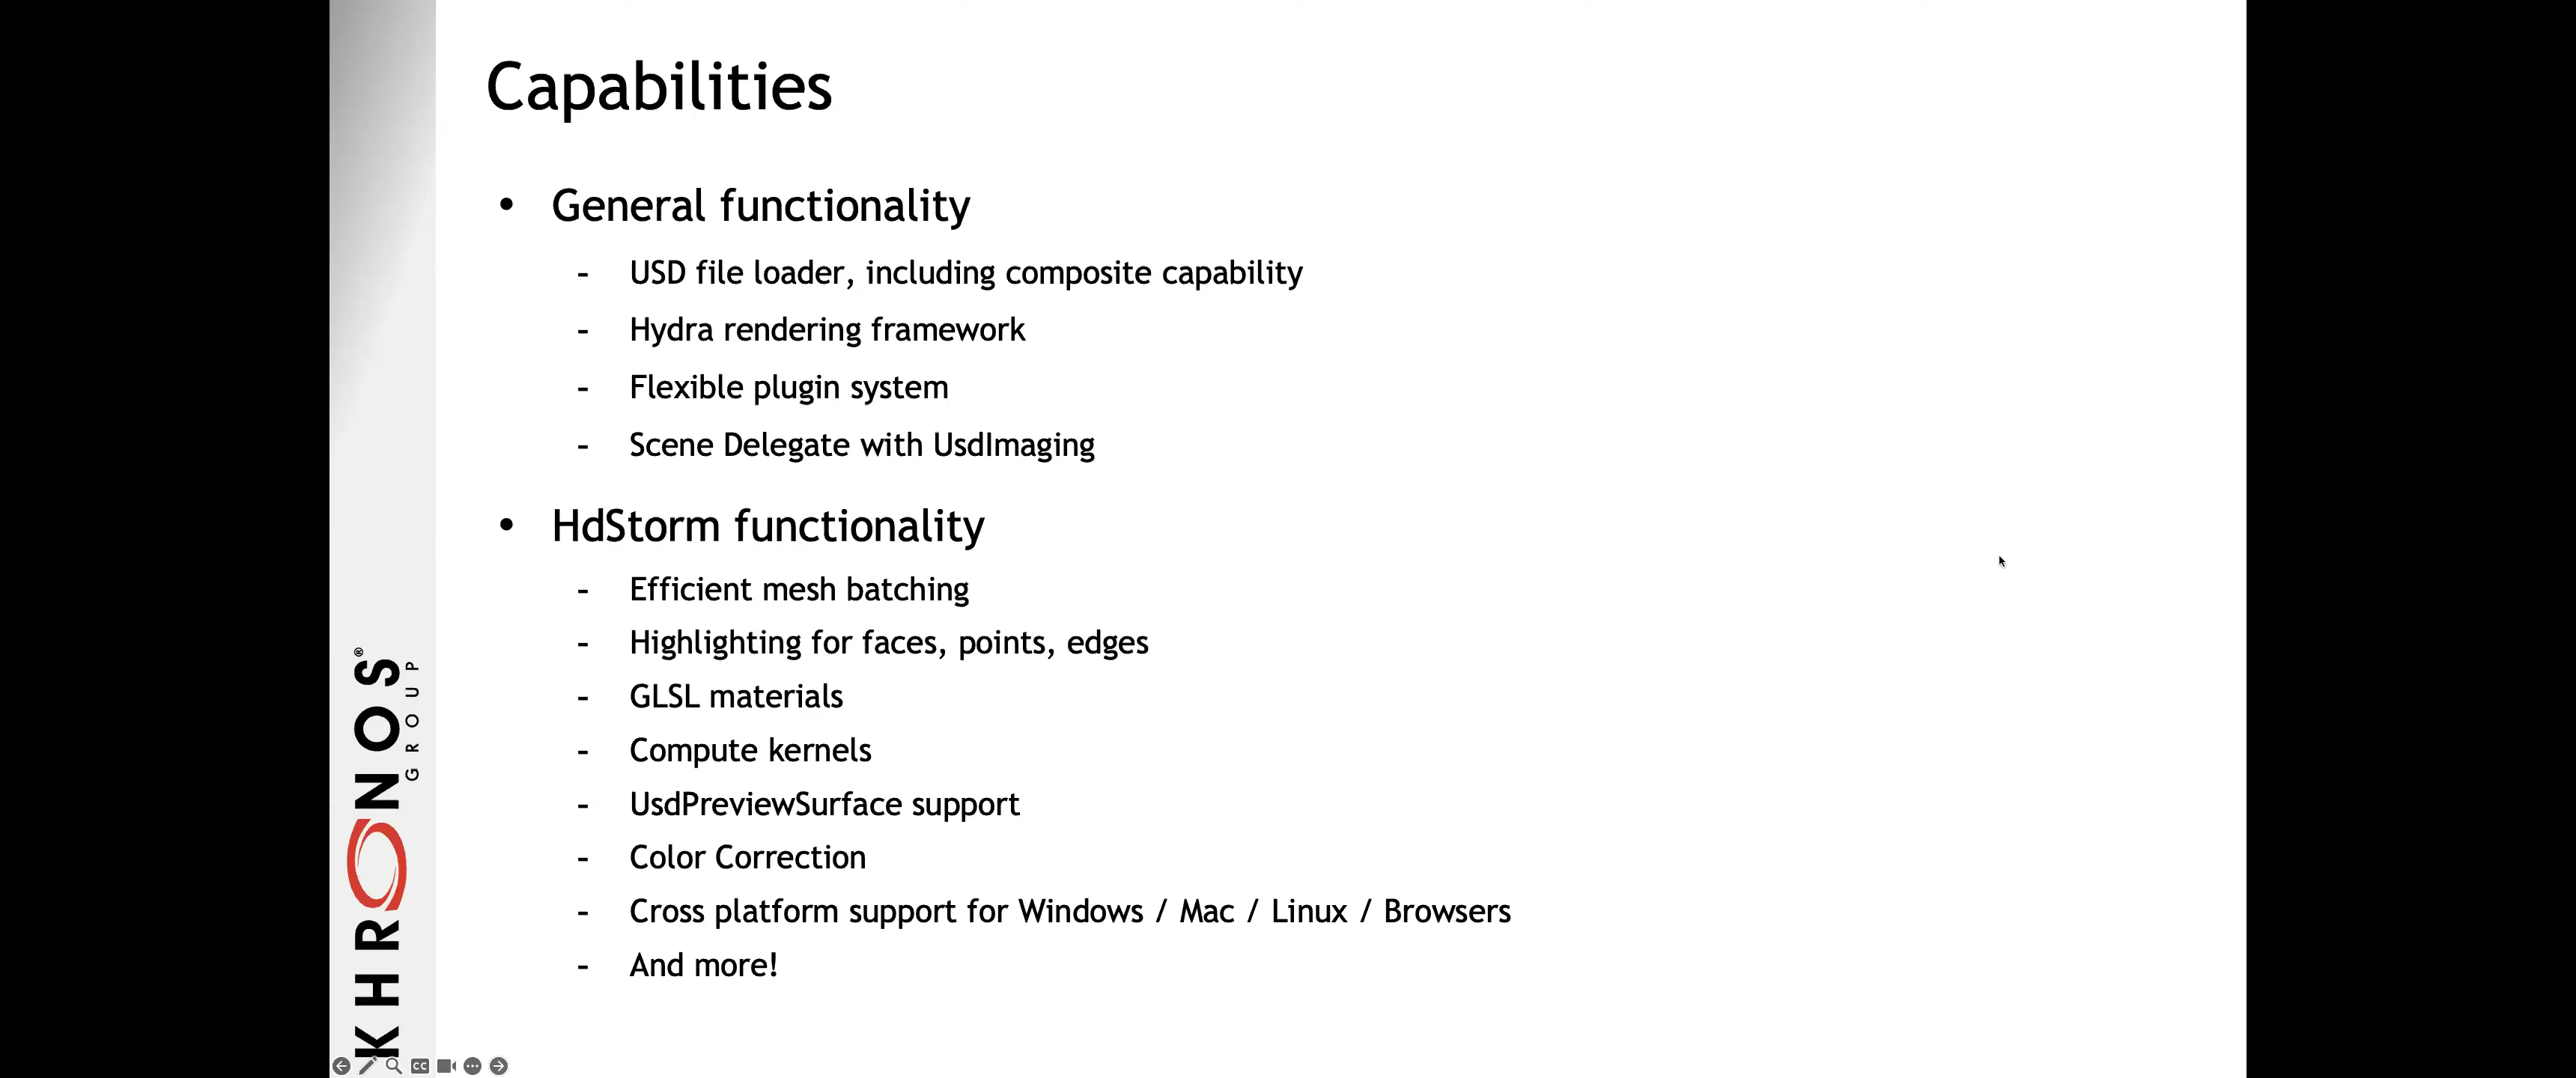 Capabilities
• General functionality
- USD file loader, including composite capability
- Hydra rendering framework
- Flexible plugin system
- Scene Delegate with UsdImaging
• HdStorm functionality
- Efficient mesh batching
- Highlighting for faces, points, edges
- GLSL materials
- Compute kernels
- UsdPreviewSurface support
- Color Correction
- Cross platform support for Windows / Mac / Linux / Browsers
- And more!
KHRONOS®
GROUP
CC